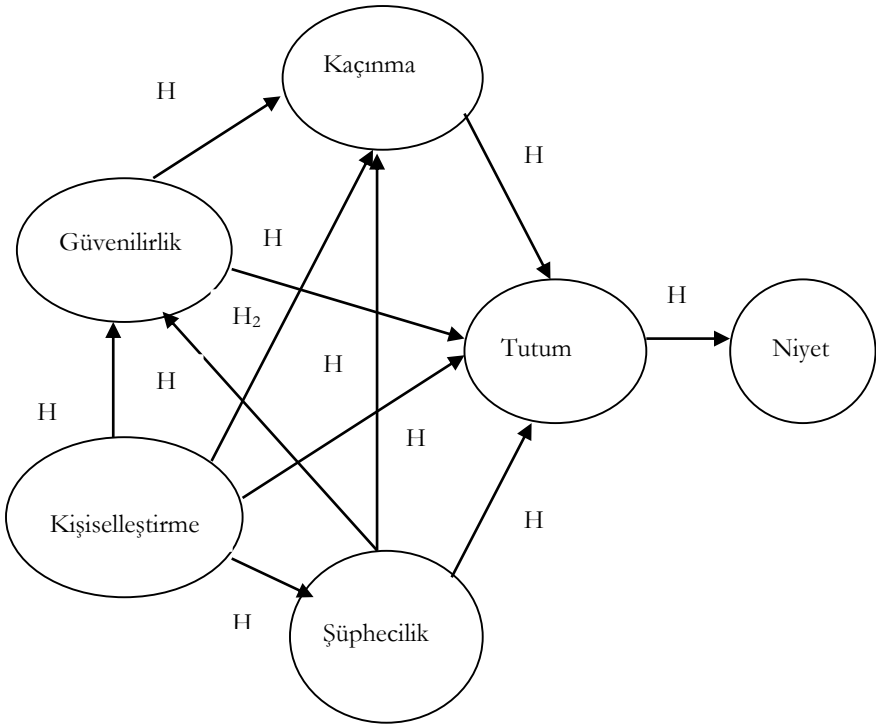 Kaçınma
H
H
Güvenilirlik
H
H₂
H
Tutum
Niyet
H
H
H
H
Kişiselleştirme
H
Şüphecilik
H